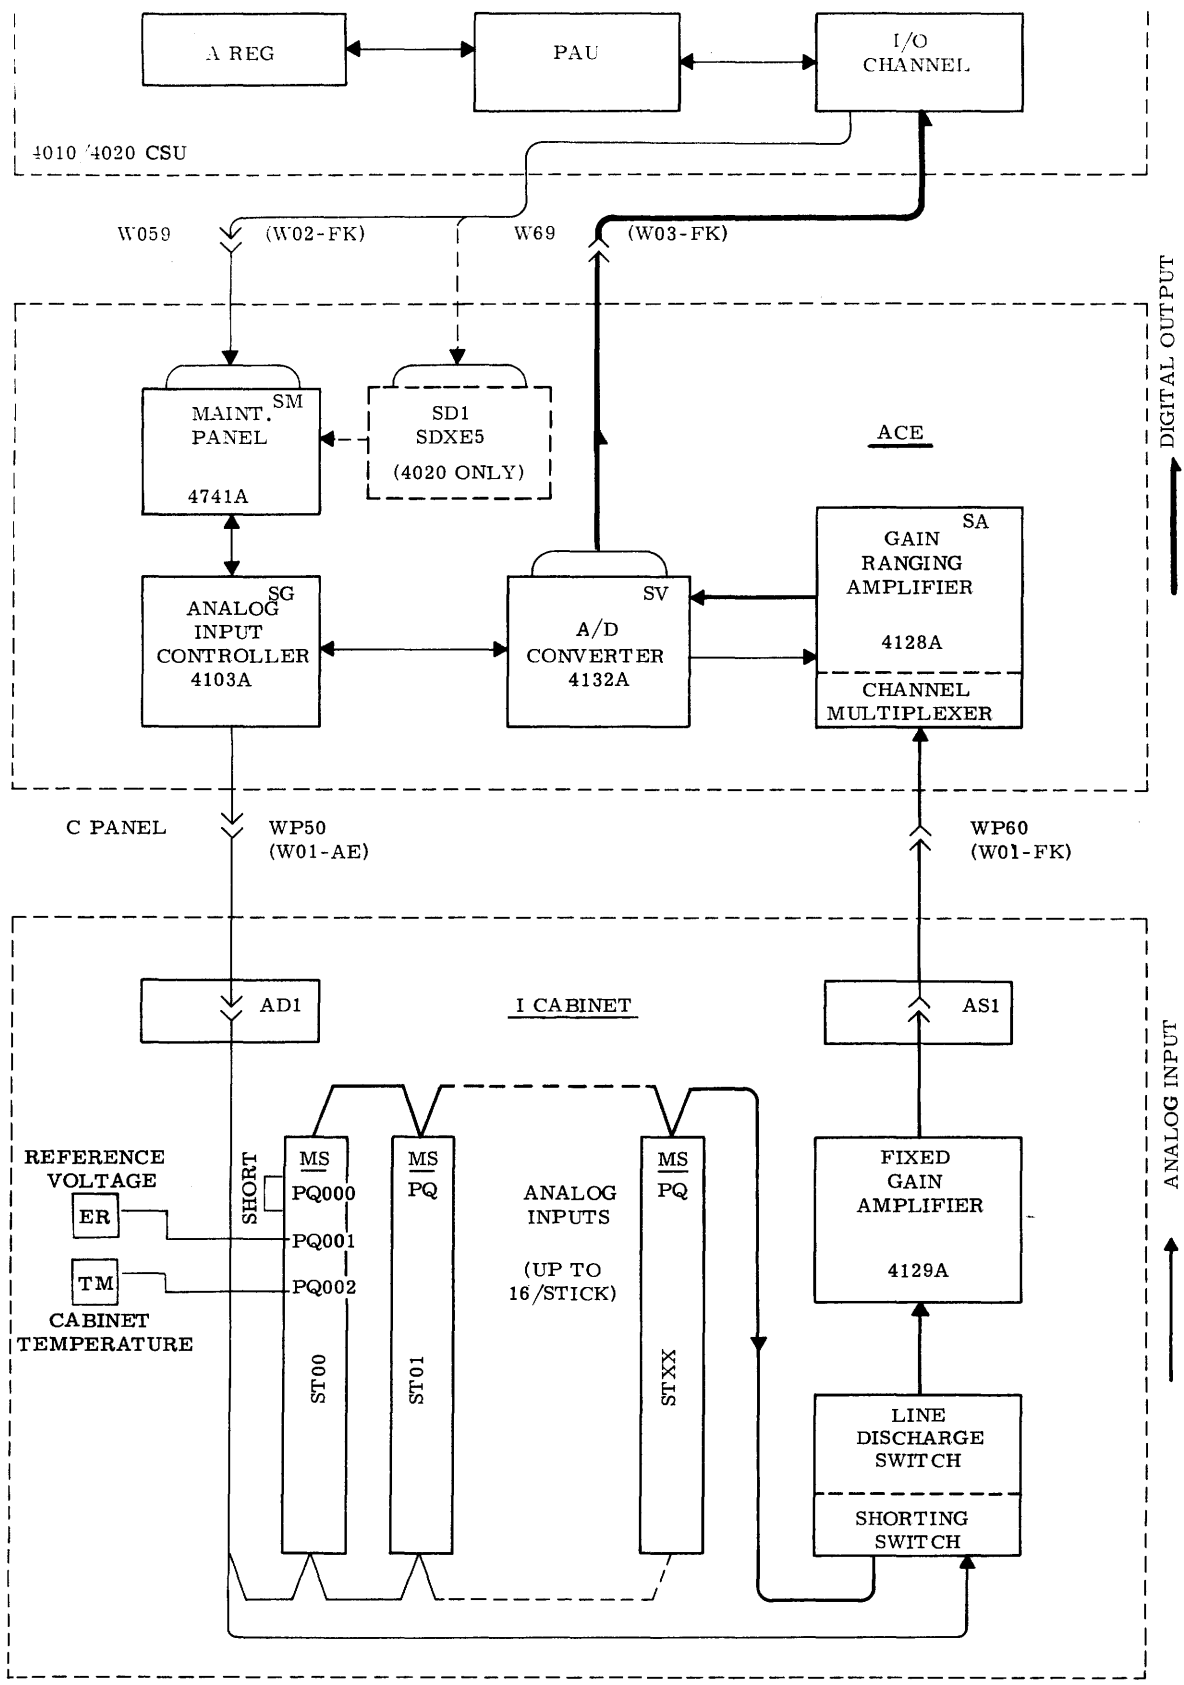 A REG
PAU
I/O
CHANNEL
4010/4020 CSU
W059
(W02-FK)
W69
(W03-FK)
DIGITAL OUTPUT
SM
MAINT.
PANEL
4741A
SD1
SDXE5
(4020 ONLY)
ACE
SG
ANALOG
INPUT
CONTROLLER
4103A
SV
A/D
CONVERTER
4132A
SA
GAIN
RANGING
AMPLIFIER
4128A
CHANNEL
MULTIPLEXER
C PANEL
WP50
(W01-AE)
WP60
(W01-FK)
AD1
I CABINET
AS1
ANALOG INPUT
REFERENCE
VOLTAGE
ER
TM
CABINET
TEMPERATURE
SHORT
MS
PQ000
PQ001
PQ002
ST00
MS
PQ
ST01
ANALOG
INPUTS
(UP TO
16/STICK)
MS
PQ
STXX
FIXED
GAIN
AMPLIFIER
4129A
LINE
DISCHARGE
SWITCH
SHORTING
SWITCH